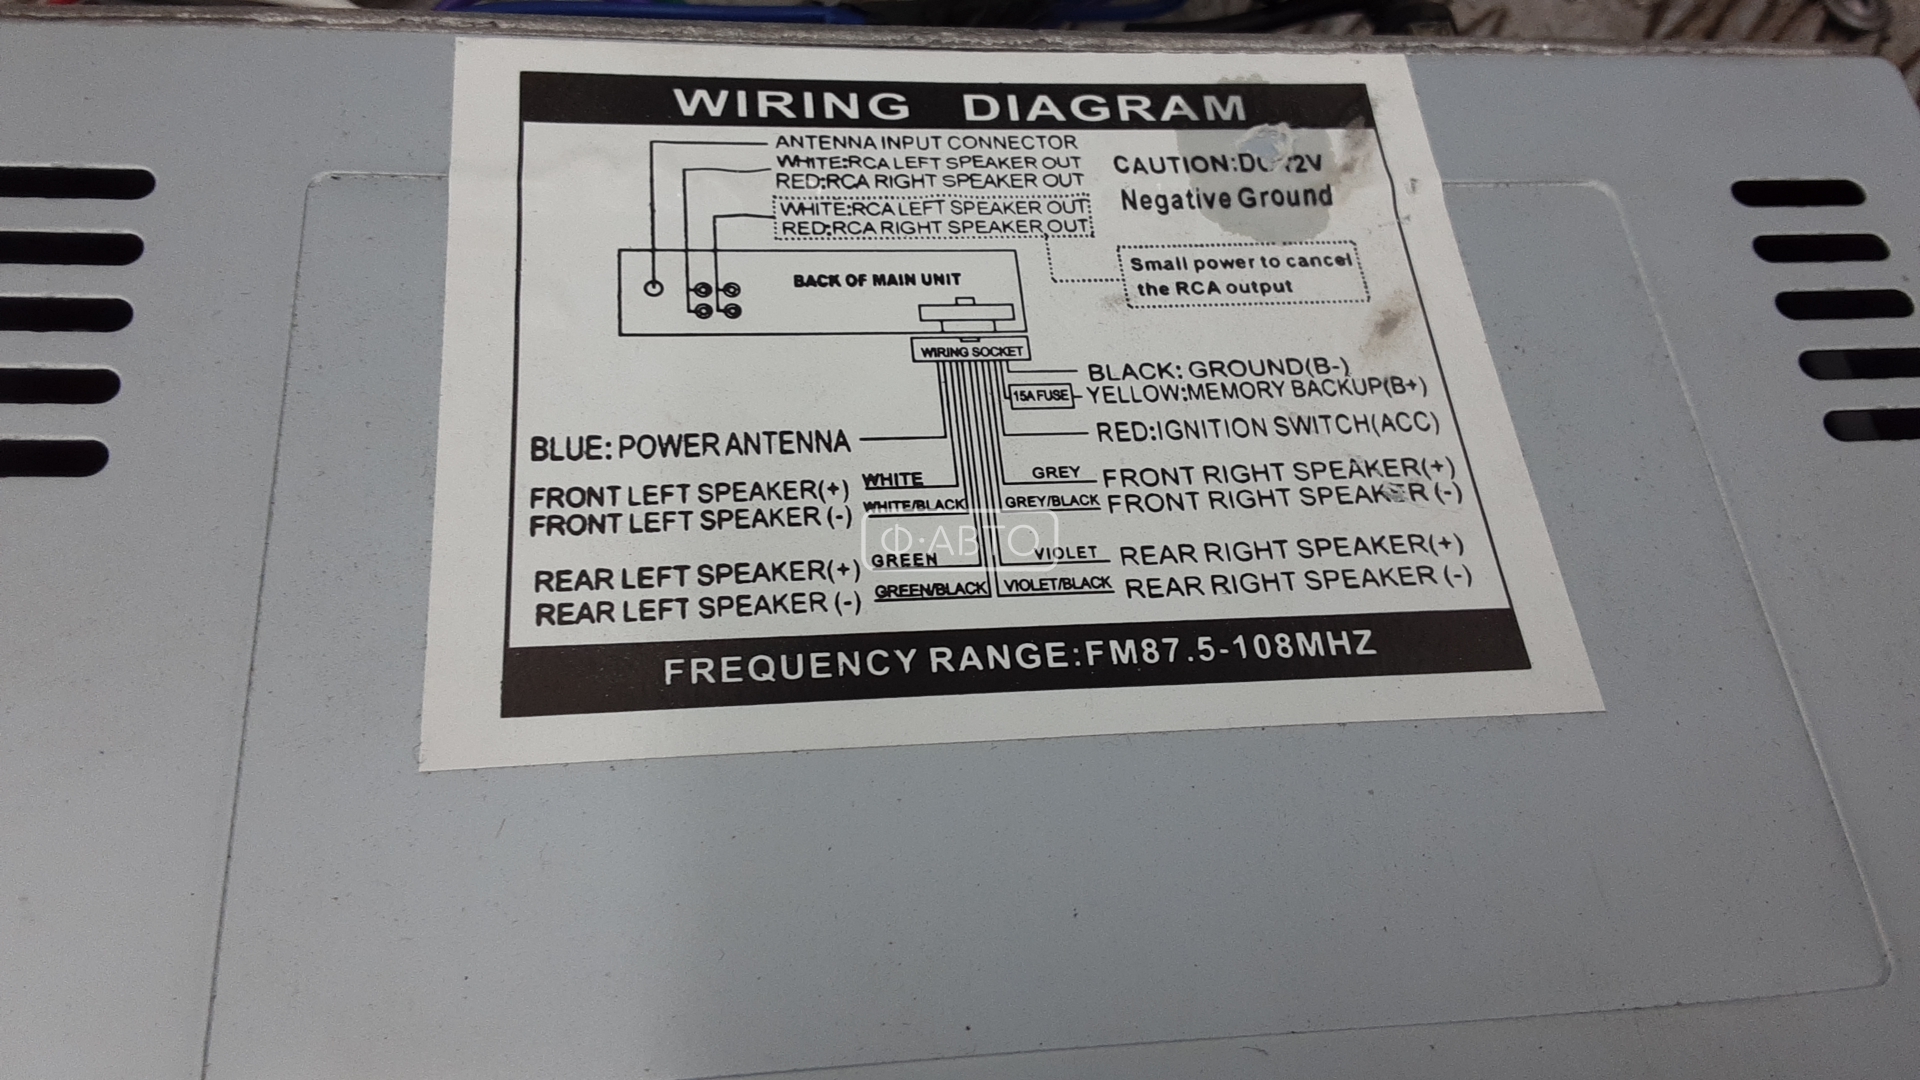 WIRING DIAGRAM
ANTENNA INPUT CONNECTOR
WHITE:RCA LEFT SPEAKER OUT
RED:RCA RIGHT SPEAKER OUT
WHITE:RCA LEFT SPEAKER OUT
RED:RCA RIGHT SPEAKER OUT
CAUTION:DC 12V
Negative Ground
Small power to cancel
the RCA output
BACK OF MAIN UNIT
WIRING SOCKET
BLACK: GROUND(B-)
15A FUSE
YELLOW:MEMORY BACKUP(B+)
RED:IGNITION SWITCH(ACC)
BLUE: POWER ANTENNA
FRONT LEFT SPEAKER(+) WHITE
FRONT LEFT SPEAKER (-) WHITE/BLACK
GREY FRONT RIGHT SPEAKER(+)
GREY/BLACK FRONT RIGHT SPEAKER (-)
Ф·АВТО
REAR LEFT SPEAKER(+) GREEN
REAR LEFT SPEAKER (-) GREEN/BLACK
VIOLET REAR RIGHT SPEAKER(+)
VIOLET/BLACK REAR RIGHT SPEAKER (-)
FREQUENCY RANGE:FM87.5-108MHZ